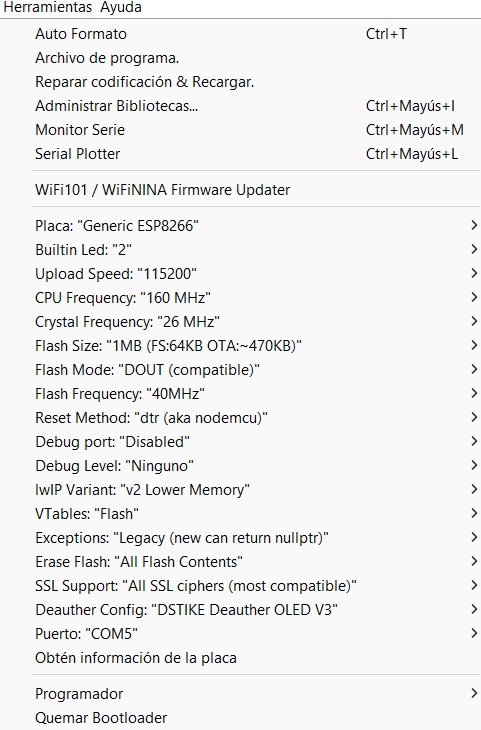 Herramientas Ayuda
Auto Formato Ctrl+T
Archivo de programa.
Reparar codificación & Recargar.
Administrar Bibliotecas... Ctrl+Mayús+I
Monitor Serie Ctrl+Mayús+M
Serial Plotter Ctrl+Mayús+L
WiFi101 / WiFiNINA Firmware Updater
Placa: "Generic ESP8266"
Builtin Led: "2"
Upload Speed: "115200"
CPU Frequency: "160 MHz"
Crystal Frequency: "26 MHz"
Flash Size: "1MB (FS:64KB OTA:~470KB)"
Flash Mode: "DOUT (compatible)"
Flash Frequency: "40MHz"
Reset Method: "dtr (aka nodemcu)"
Debug port: "Disabled"
Debug Level: "Ninguno"
lwIP Variant: "v2 Lower Memory"
VTables: "Flash"
Exceptions: "Legacy (new can return nullptr)"
Erase Flash: "All Flash Contents"
SSL Support: "All SSL ciphers (most compatible)"
Deauther Config: "DSTIKE Deauther OLED V3"
Puerto: "COM5"
Obtén información de la placa
Programador
Quemar Bootloader